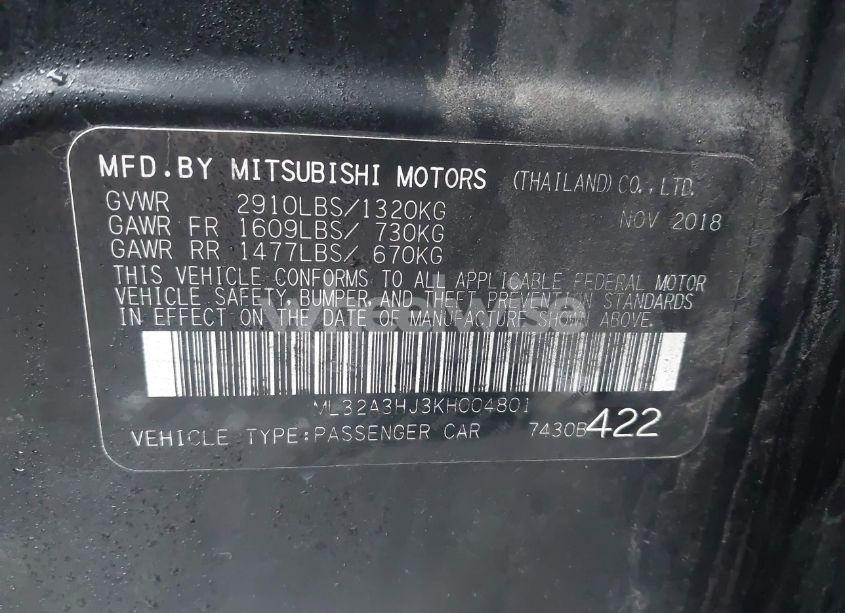 MFD.BY MITSUBISHI MOTORS (THAILAND)CO.,LTD.
GVWR 2910LBS/1320KG NOV 2018
GAWR FR 1609LBS/ 730KG
GAWR RR 1477LBS/ 670KG
THIS VEHICLE CONFORMS TO ALL APPLICABLE FEDERAL MOTOR
VEHICLE SAFETY, BUMPER, AND THEFT PREVENTION STANDARDS
IN EFFECT ON THE DATE OF MANUFACTURE SHOWN ABOVE.
ML32A3HJ3KH004801
VEHICLE TYPE:PASSENGER CAR 7430B422